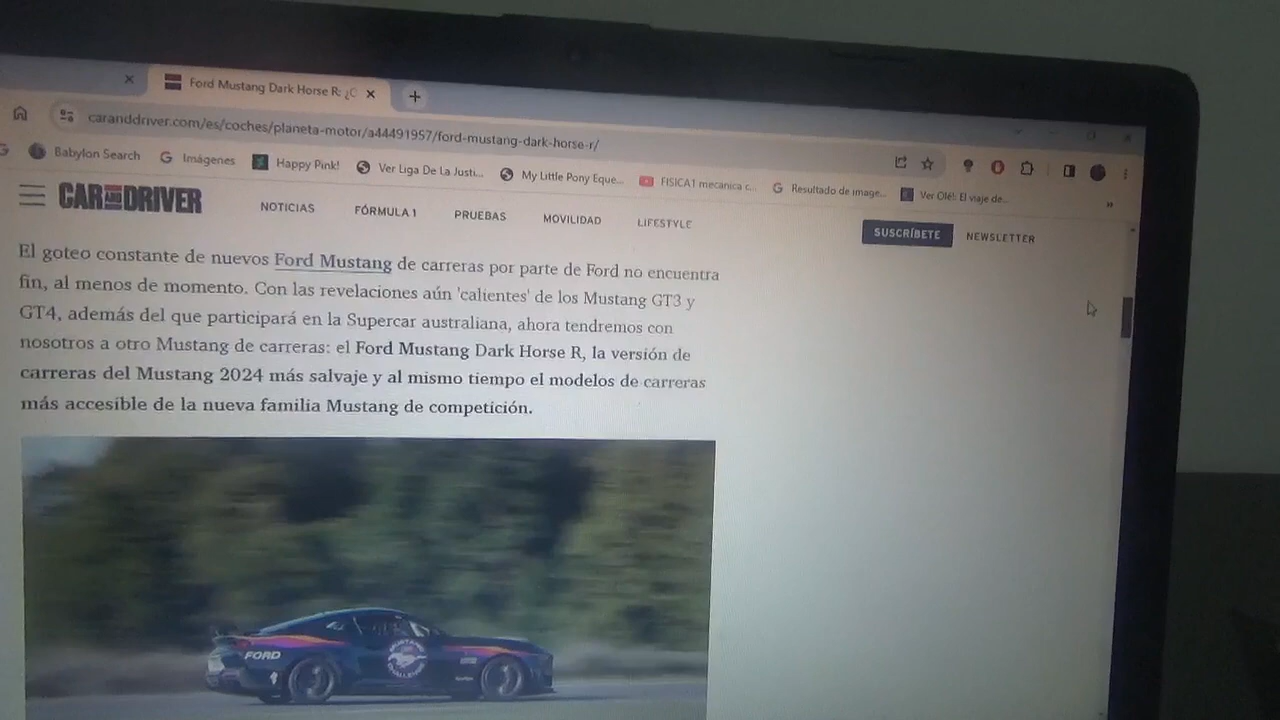 Ford Mustang Dark Horse R: ¿C
caranddriver.com/es/coches/planeta-motor/a44491957/ford-mustang-dark-horse-r/
Babylon Search Imágenes Happy Pink! Ver Liga De La Justi... My Little Pony Eque... FISICA1 mecanica c... Resultado de image... Ver Olé!: El viaje de...
CAR AND DRIVER NOTICIAS FÓRMULA 1 PRUEBAS MOVILIDAD LIFESTYLE SUSCRÍBETE NEWSLETTER
El goteo constante de nuevos Ford Mustang de carreras por parte de Ford no encuentra
fin, al menos de momento. Con las revelaciones aún 'calientes' de los Mustang GT3 y
GT4, además del que participará en la Supercar australiana, ahora tendremos con
nosotros a otro Mustang de carreras: el Ford Mustang Dark Horse R, la versión de
carreras del Mustang 2024 más salvaje y al mismo tiempo el modelos de carreras
más accesible de la nueva familia Mustang de competición.
MUSTANG
FORD
CHALLENGE